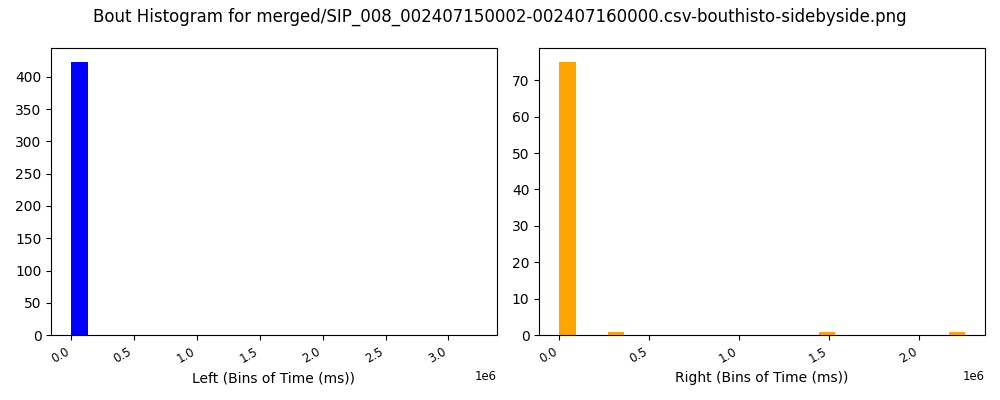 Bout Histogram for merged/SIP_008_002407150002-002407160000.csv-bouthisto-sidebyside.png
400
350
300
250
200
150
100
50
0
0.0 0.5 1.0 1.5 2.0 2.5 3.0
1e6
Left (Bins of Time (ms))
70
60
50
40
30
20
10
0
0.0 0.5 1.0 1.5 2.0
1e6
Right (Bins of Time (ms))